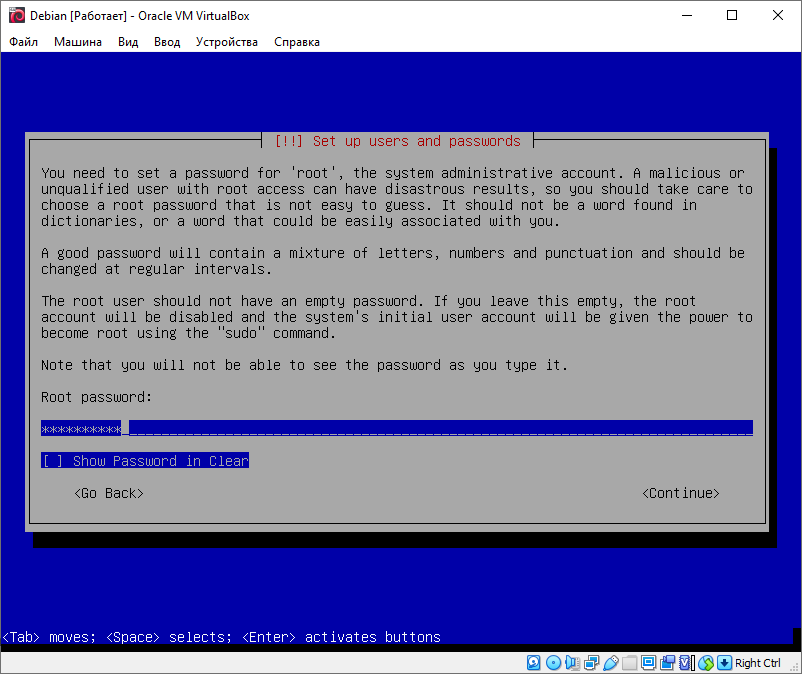 Debian [Работает] - Oracle VM VirtualBox
Файл Машина Вид Ввод Устройства Справка
[!!] Set up users and passwords
You need to set a password for 'root', the system administrative account. A malicious or
unqualified user with root access can have disastrous results, so you should take care to
choose a root password that is not easy to guess. It should not be a word found in
dictionaries, or a word that could be easily associated with you.
A good password will contain a mixture of letters, numbers and punctuation and should be
changed at regular intervals.
The root user should not have an empty password. If you leave this empty, the root
account will be disabled and the system's initial user account will be given the power to
become root using the "sudo" command.
Note that you will not be able to see the password as you type it.
Root password:
**********
[ ] Show Password in Clear
<Go Back> <Continue>
<Tab> moves; <Space> selects; <Enter> activates buttons
Right Ctrl